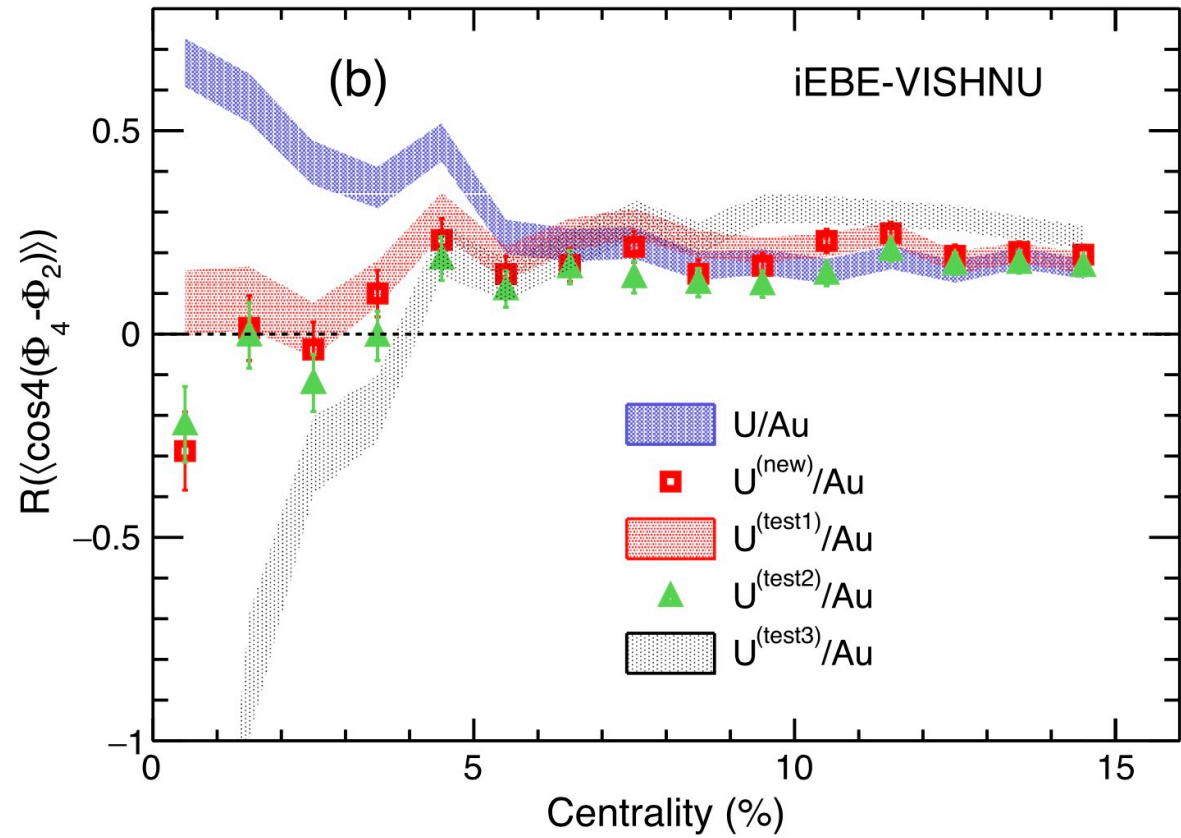 (b)
iEBE-VISHNU
R(⟨⟨cos4(Φ₄-Φ₂)⟩⟩)
0.5
0
−0.5
−1
U/Au
U⁽ⁿᵉʷ⁾/Au
U⁽ᵗᵉˢᵗ¹⁾/Au
U⁽ᵗᵉˢᵗ²⁾/Au
U⁽ᵗᵉˢᵗ³⁾/Au
0
5
10
15
Centrality (%)